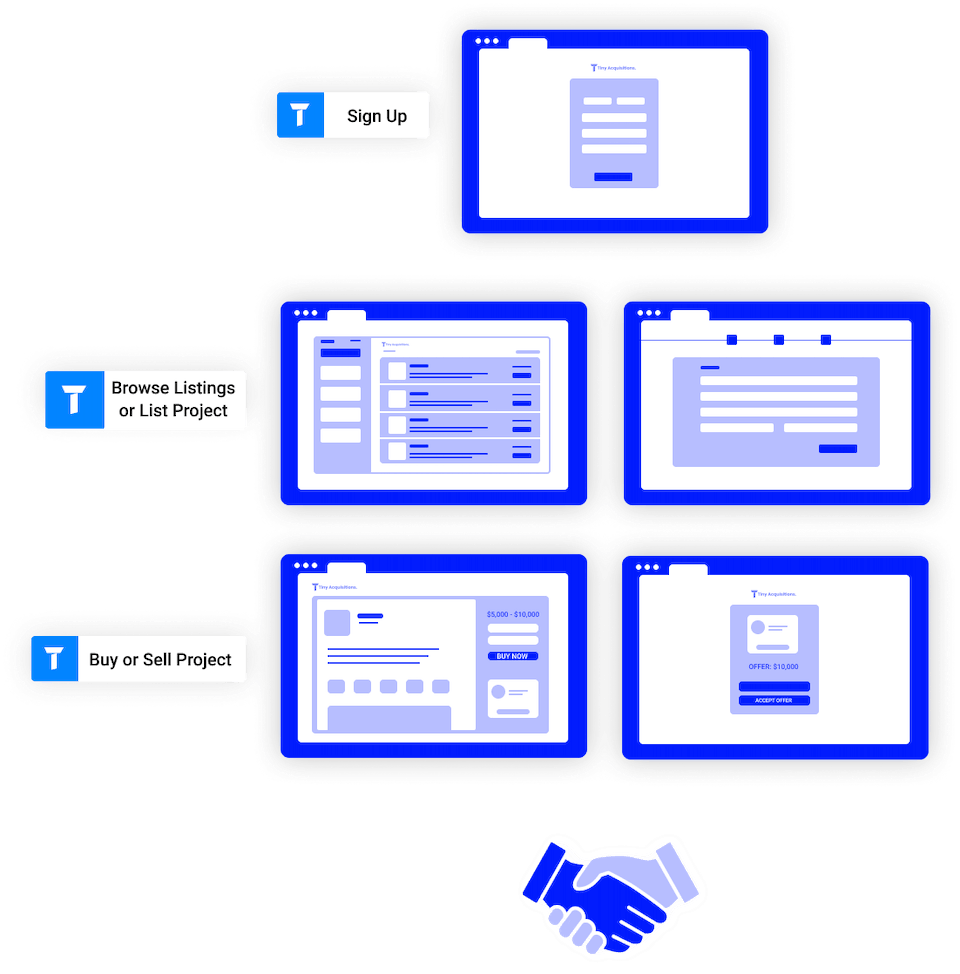 Tiny Acquisitions.
Sign Up
Browse Listings
or List Project
Tiny Acquisitions.
Tiny Acquisitions.
$5,000 - $10,000
BUY NOW
Tiny Acquisitions.
OFFER: $10,000
ACCEPT OFFER
Buy or Sell Project